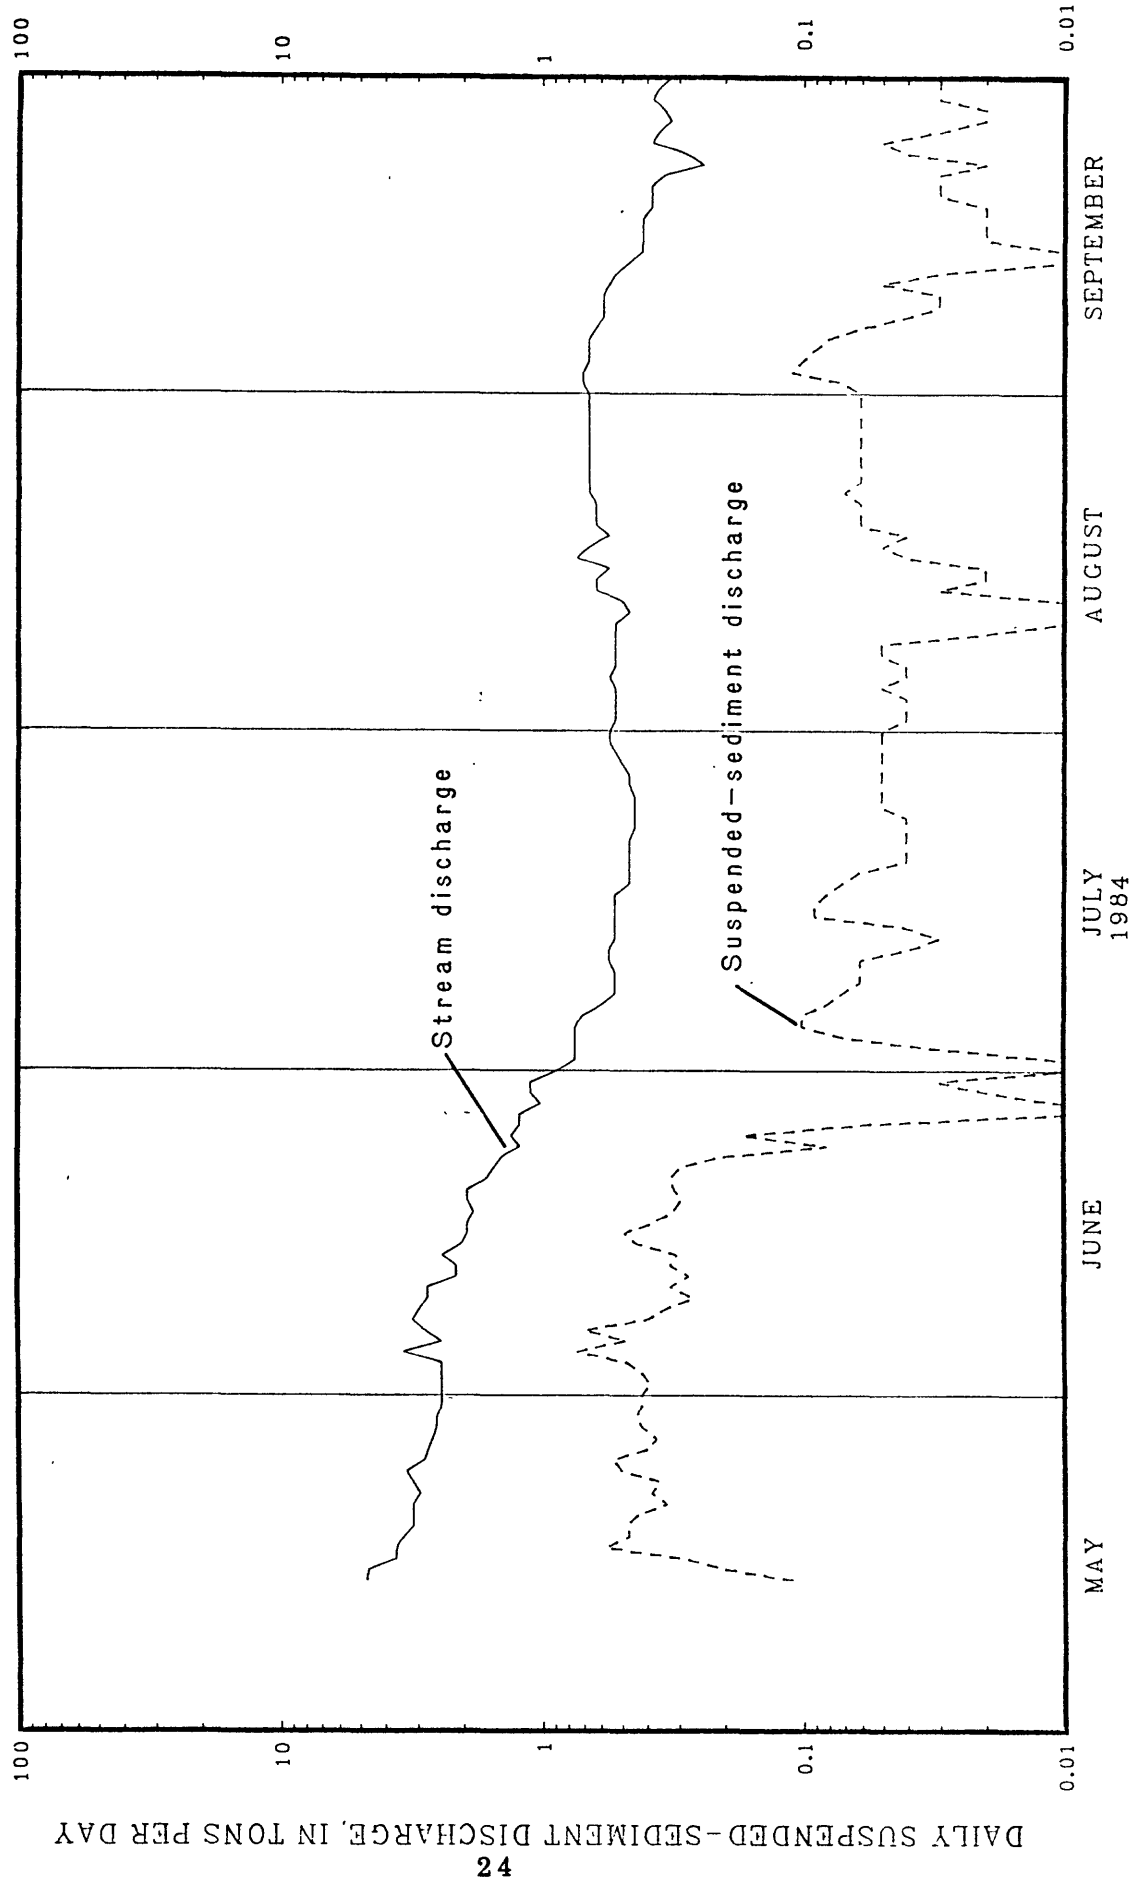 100
10
1
0.1
0.01
Stream discharge
Suspended-sediment discharge
100
10
1
0.1
0.01
MAY
JUNE
JULY
AUGUST
SEPTEMBER
1984
DAILY SUSPENDED-SEDIMENT DISCHARGE, IN TONS PER DAY
24